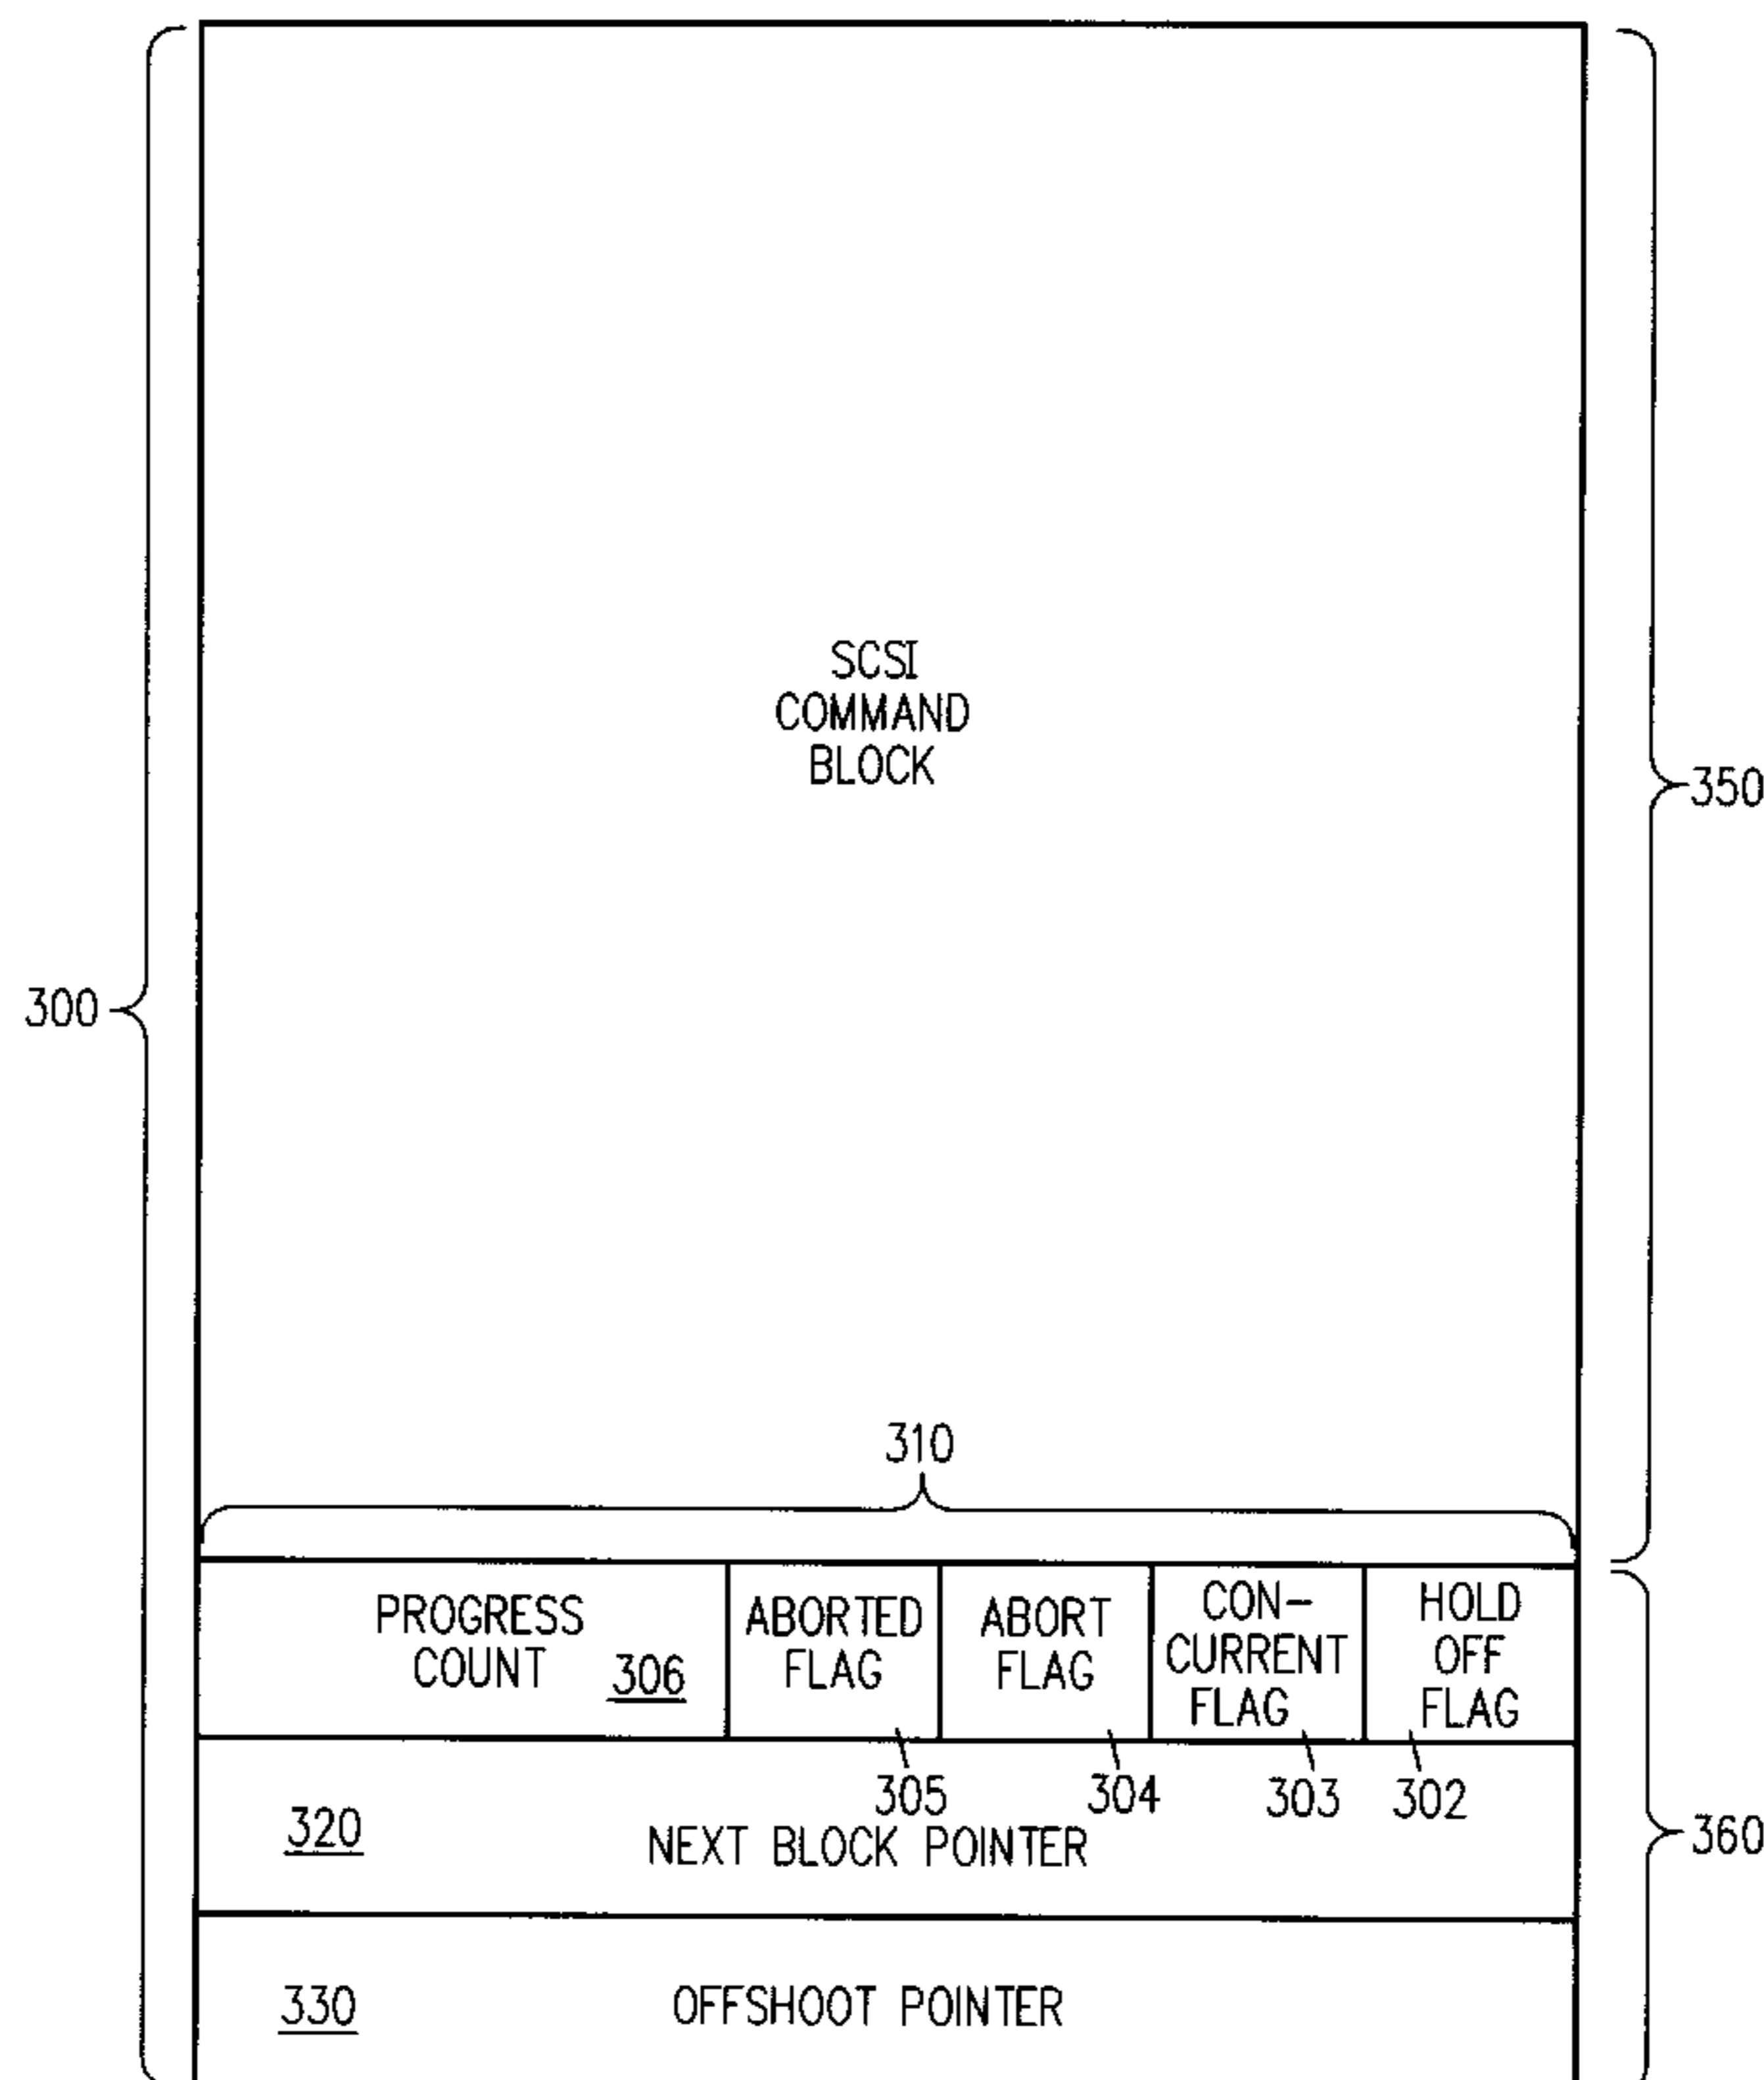 SCSI
COMMAND
BLOCK
350
300
310
PROGRESS
COUNT
306
ABORTED
FLAG
ABORT
FLAG
CON-
CURRENT
FLAG
HOLD
OFF
FLAG
305
304
303
302
320
NEXT BLOCK POINTER
360
330
OFFSHOOT POINTER